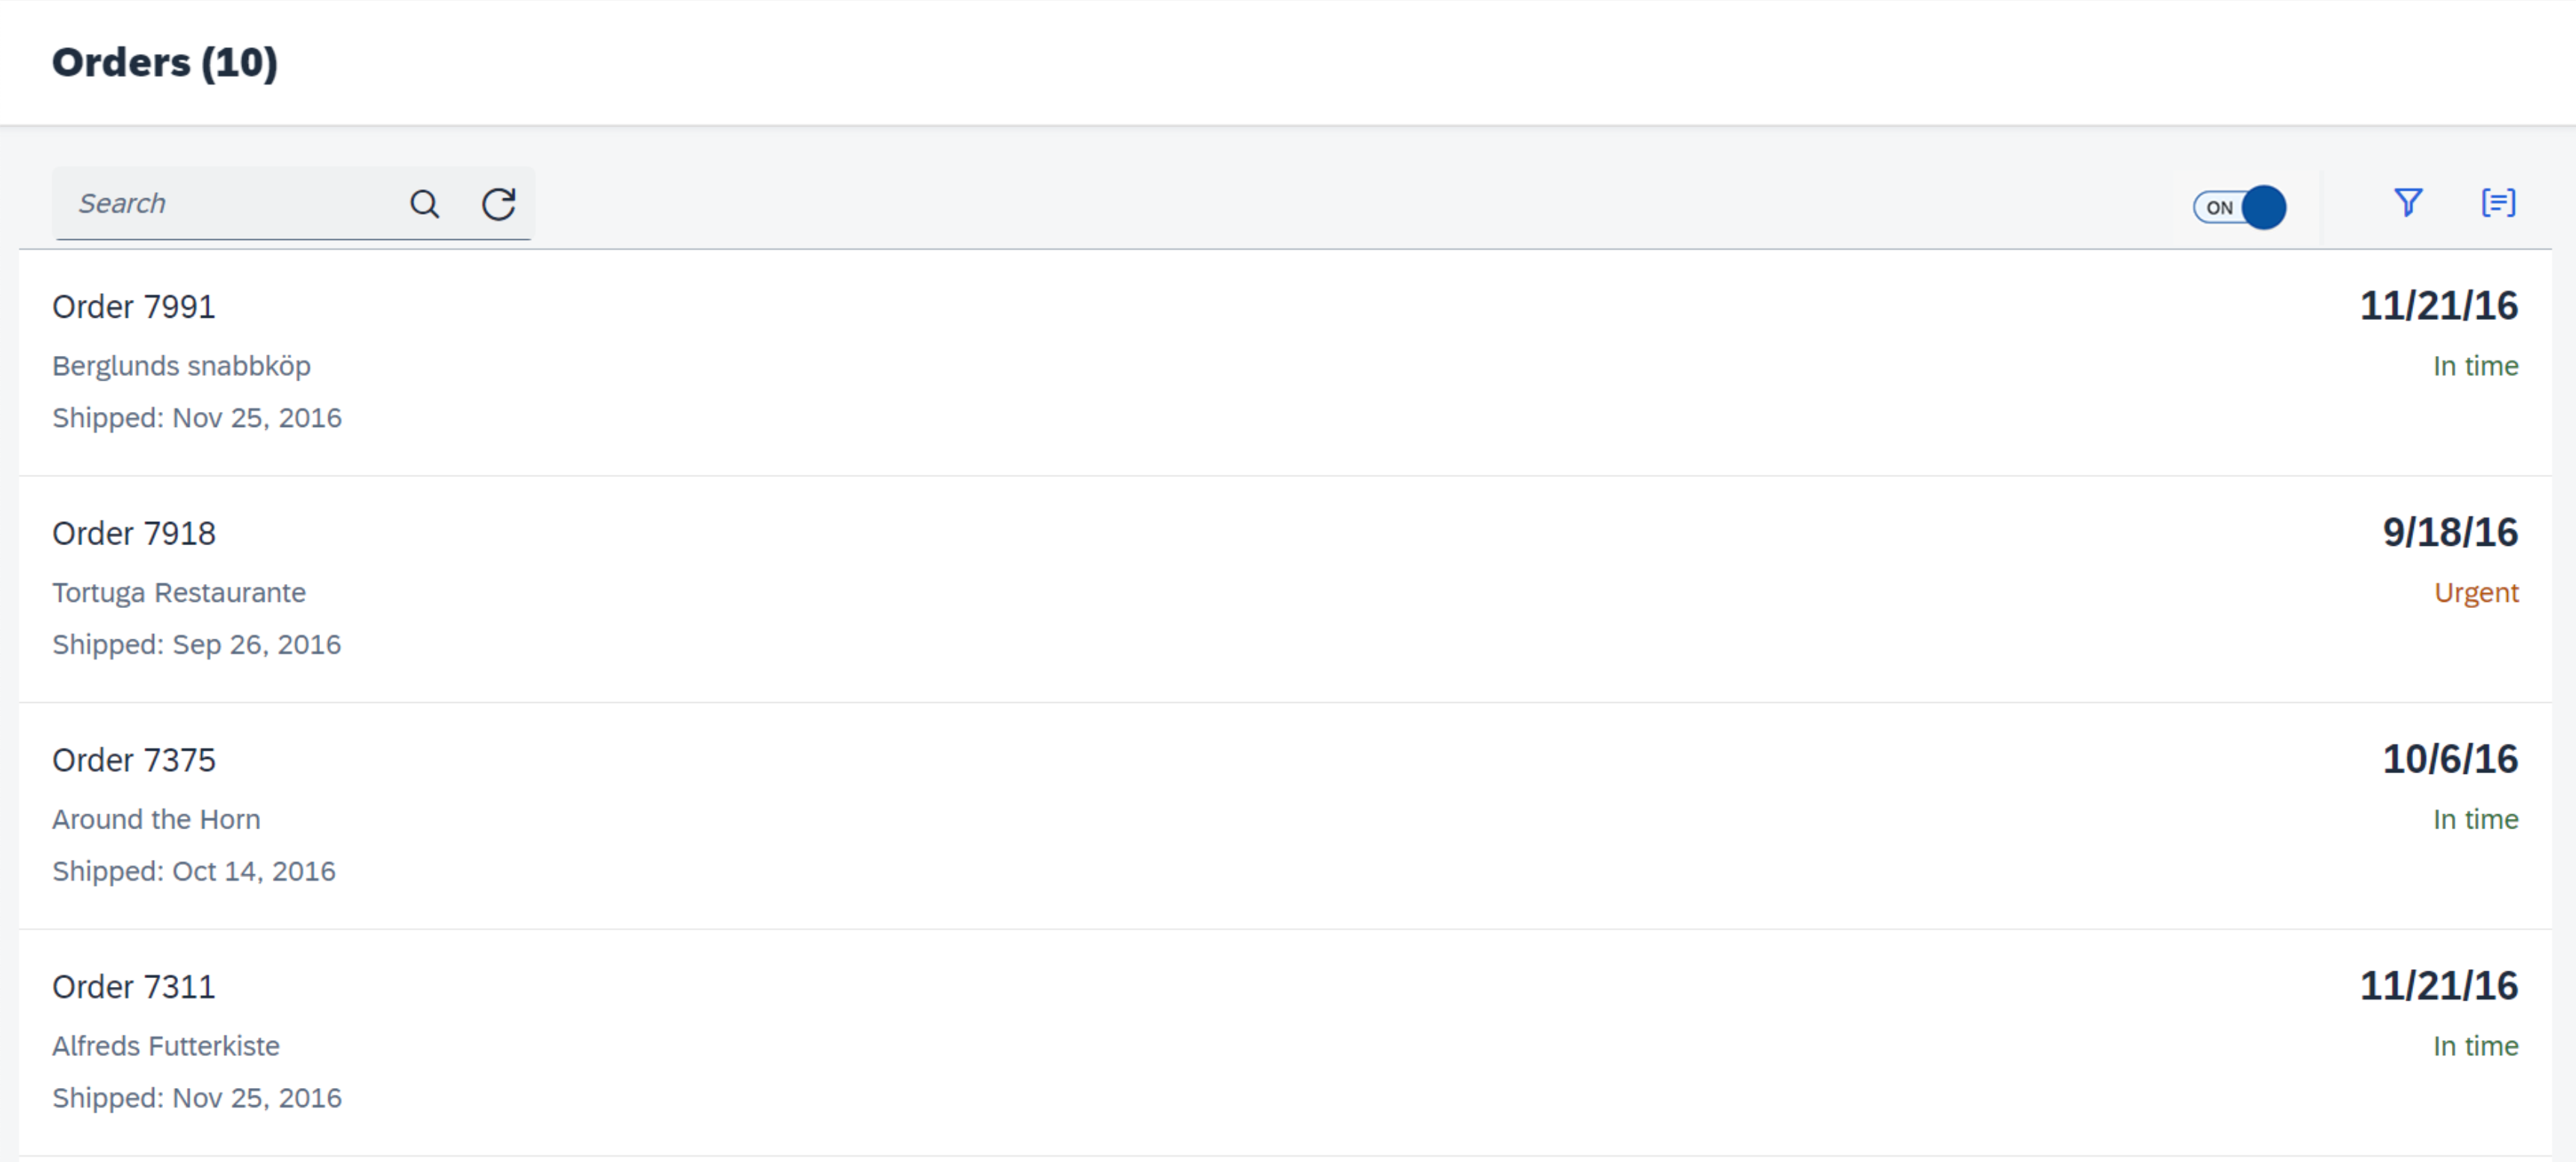 Orders (10)
Search
ON
Order 7991
11/21/16
Berglunds snabbköp
In time
Shipped: Nov 25, 2016
Order 7918
9/18/16
Tortuga Restaurante
Urgent
Shipped: Sep 26, 2016
Order 7375
10/6/16
Around the Horn
In time
Shipped: Oct 14, 2016
Order 7311
11/21/16
Alfreds Futterkiste
In time
Shipped: Nov 25, 2016